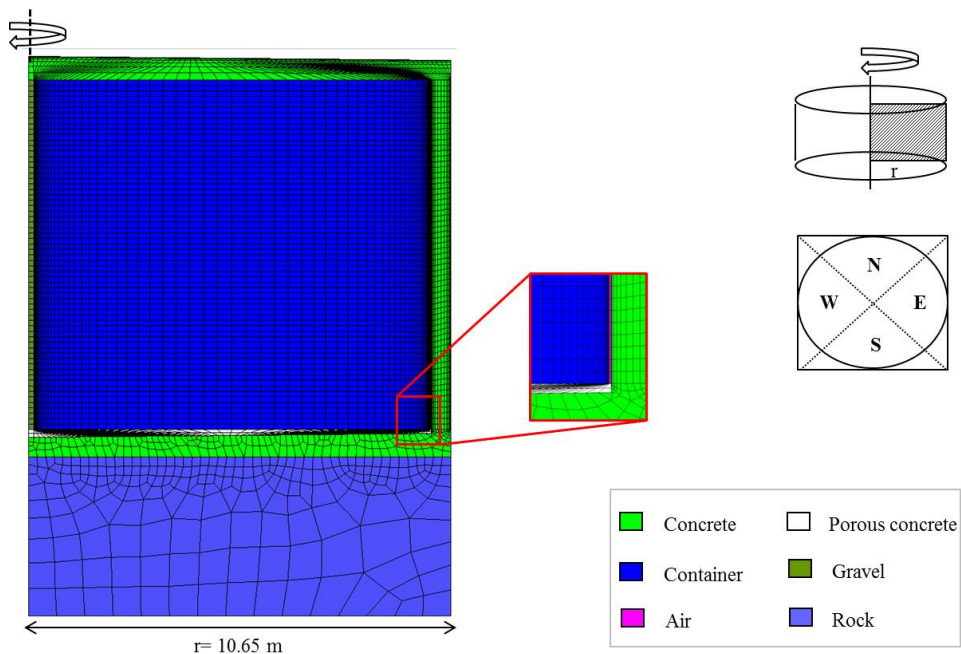 r
N
W
E
S
Concrete
Porous concrete
Container
Gravel
Air
Rock
r= 10.65 m